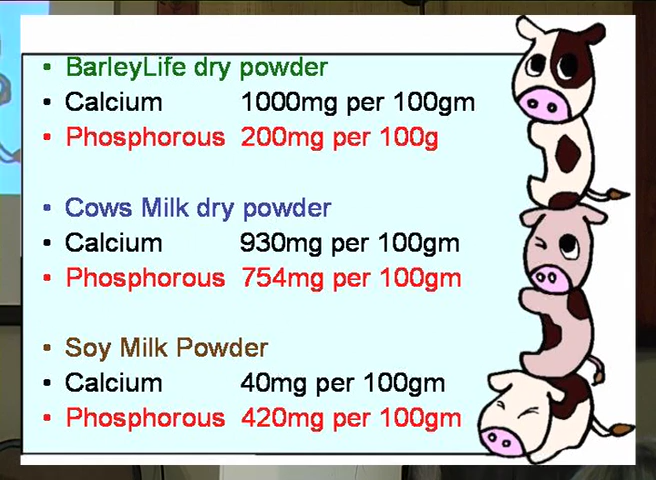 • BarleyLife dry powder
• Calcium 1000mg per 100gm
• Phosphorous 200mg per 100g
• Cows Milk dry powder
• Calcium 930mg per 100gm
• Phosphorous 754mg per 100gm
• Soy Milk Powder
• Calcium 40mg per 100gm
• Phosphorous 420mg per 100gm